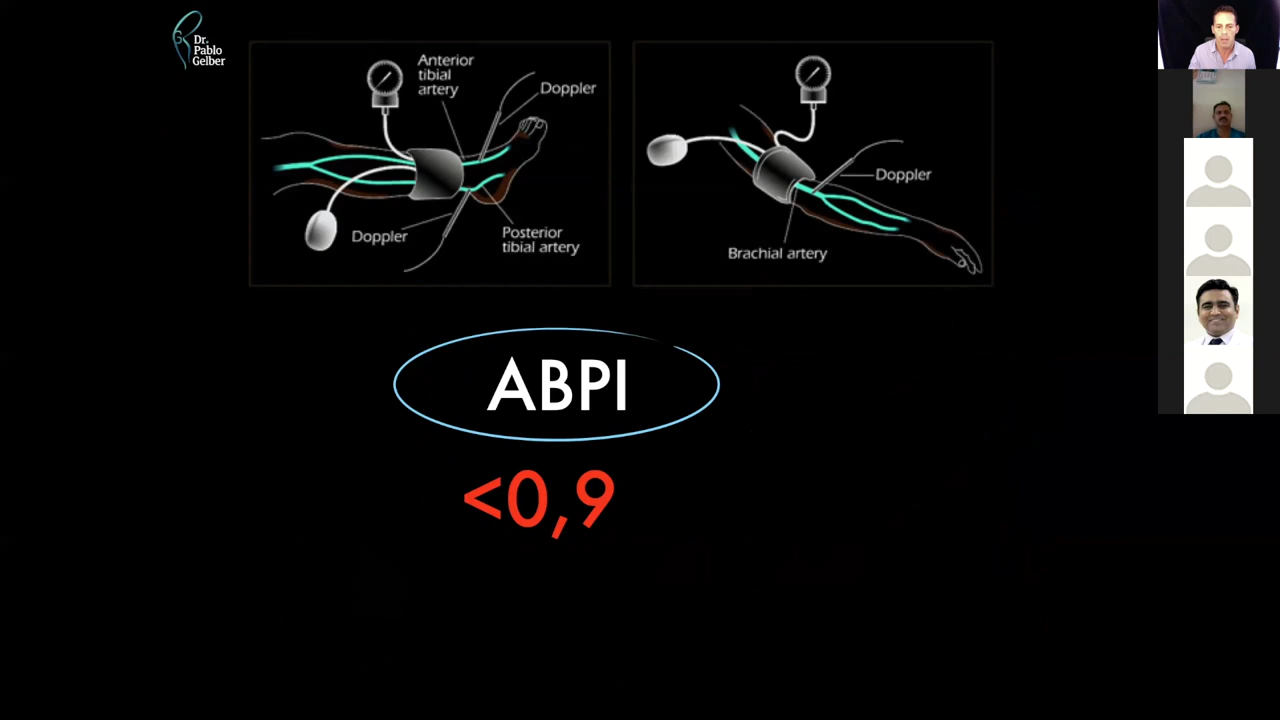 Dr.
Pablo
Gelber
Anterior
tibial
artery
Doppler
Doppler
Posterior
tibial artery
Doppler
Brachial artery
ABPI
<0,9